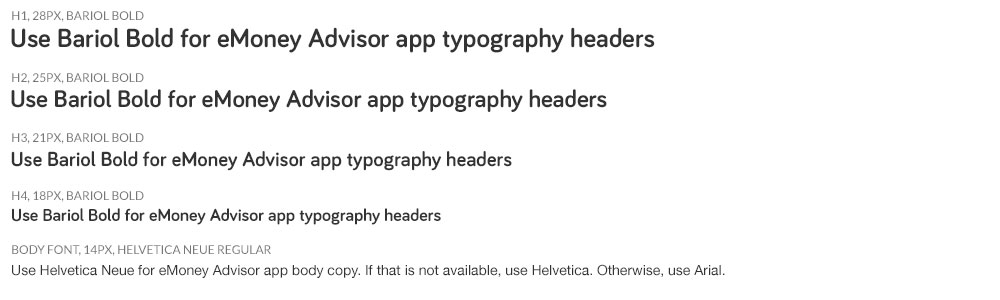 H1, 28PX, BARIOL BOLD
Use Bariol Bold for eMoney Advisor app typography headers
H2, 25PX, BARIOL BOLD
Use Bariol Bold for eMoney Advisor app typography headers
H3, 21PX, BARIOL BOLD
Use Bariol Bold for eMoney Advisor app typography headers
H4, 18PX, BARIOL BOLD
Use Bariol Bold for eMoney Advisor app typography headers
BODY FONT, 14PX, HELVETICA NEUE REGULAR
Use Helvetica Neue for eMoney Advisor app body copy. If that is not available, use Helvetica. Otherwise, use Arial.